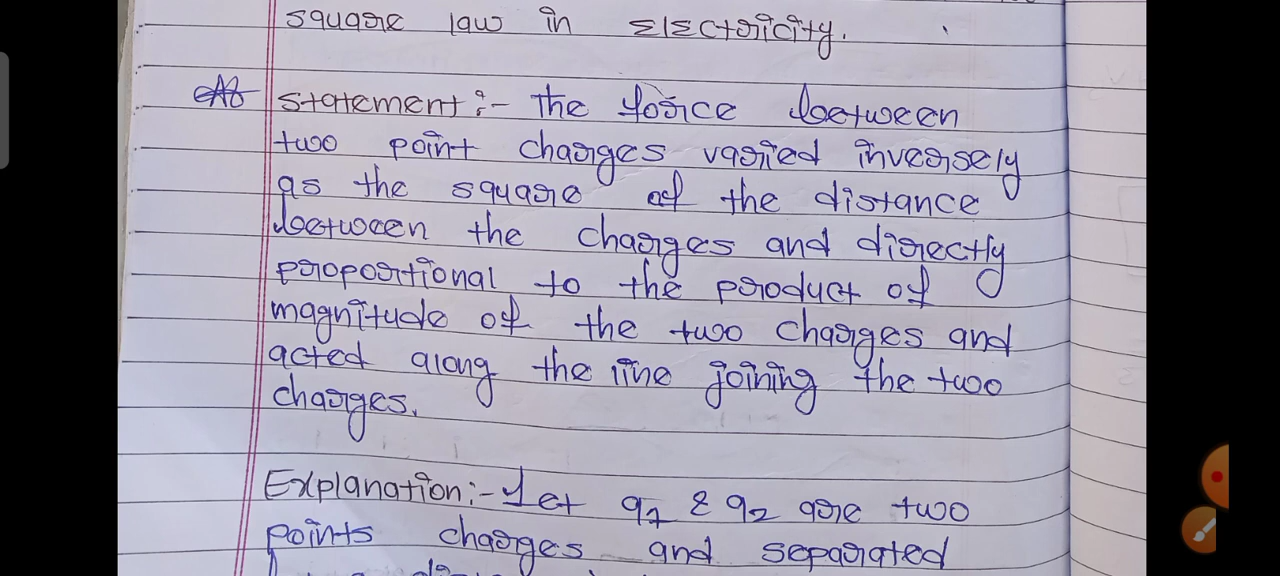 square law in Electricity.
Statement :- The force between
two point charges varied inversely
as the square of the distance
between the charges and directly
proportional to the product of
magnitude of the two charges and
acted along the line joining the two
charges.
Explanation :- Let q1 & q2 are two
points charges and separated